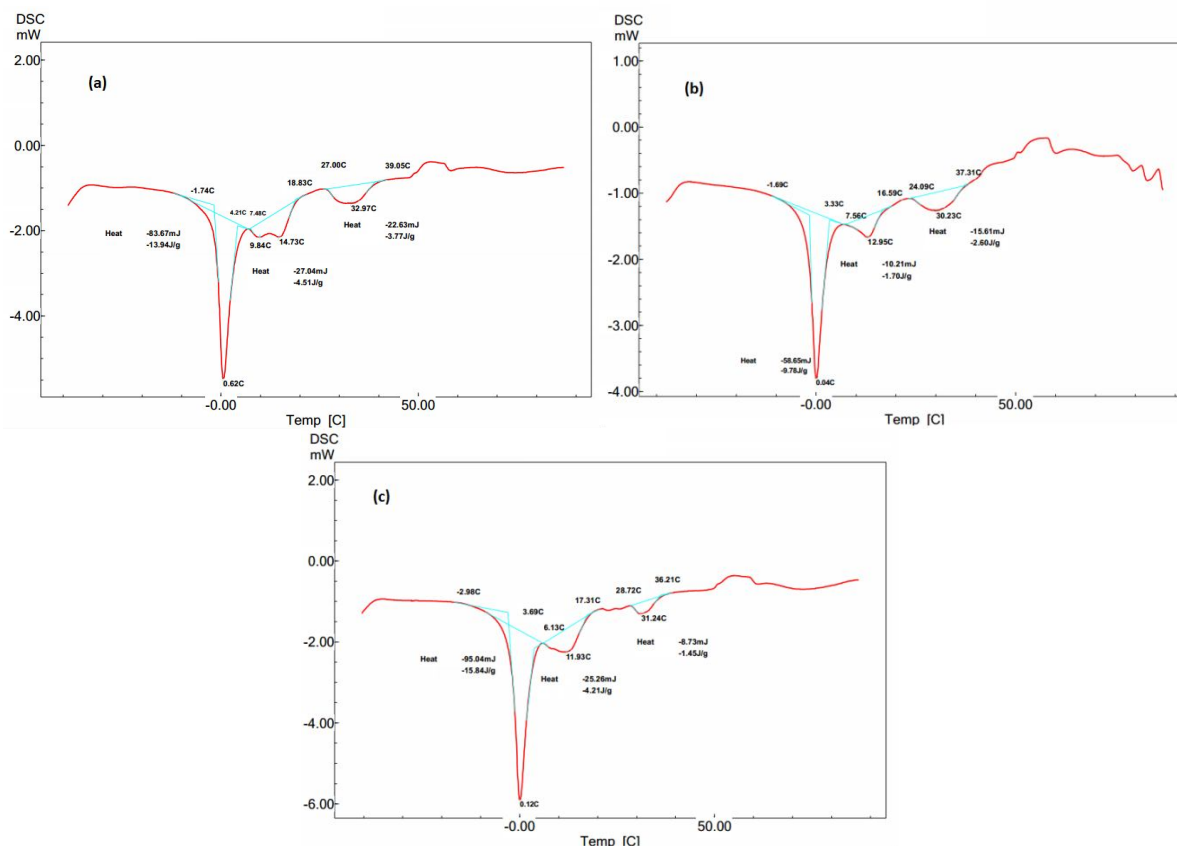 DSC
mW
2.00
(a)
0.00
27.00C
39.05C
-1.74C
18.83C
4.21C
7.48C
-2.00
32.97C
Heat
-83.67mJ
-13.94J/g
9.84C
14.73C
Heat
-22.63mJ
-3.77J/g
Heat
-27.04mJ
-4.51J/g
-4.00
0.62C
-0.00
50.00
Temp [C]
DSC
mW
1.00
(b)
0.00
37.31C
-1.69C
16.59C
24.09C
-1.00
3.33C
7.56C
30.23C
12.95C
Heat
-15.61mJ
-2.60J/g
Heat
-10.21mJ
-1.70J/g
-2.00
-3.00
Heat
-58.65mJ
-9.78J/g
0.04C
-4.00
-0.00
50.00
Temp [C]
DSC
mW
2.00
(c)
0.00
36.21C
-2.98C
28.72C
17.31C
3.69C
6.13C
31.24C
Heat
-8.73mJ
-1.45J/g
-2.00
11.93C
Heat
-95.04mJ
-15.84J/g
Heat
-25.26mJ
-4.21J/g
-4.00
-6.00
0.12C
-0.00
50.00
Temp [C]